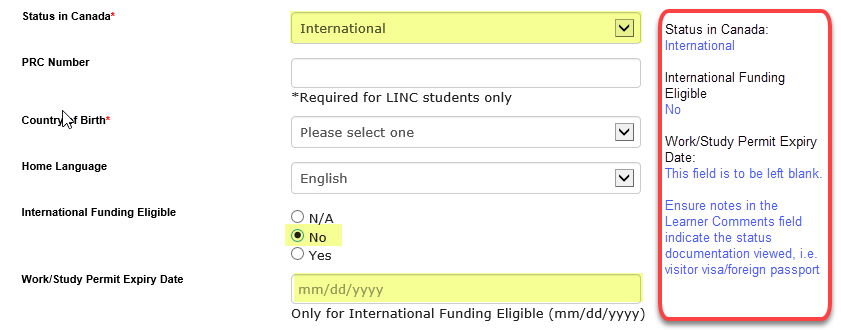 Status in Canada*
International
PRC Number
*Required for LINC students only
Country of Birth*
Please select one
Home Language
English
International Funding Eligible
N/A
No
Yes
Work/Study Permit Expiry Date
mm/dd/yyyy
Only for International Funding Eligible (mm/dd/yyyy)
Status in Canada:
International
International Funding
Eligible
No
Work/Study Permit Expiry
Date:
This field is to be left blank.
Ensure notes in the
Learner Comments field
indicate the status
documentation viewed, i.e.
visitor visa/foreign passport